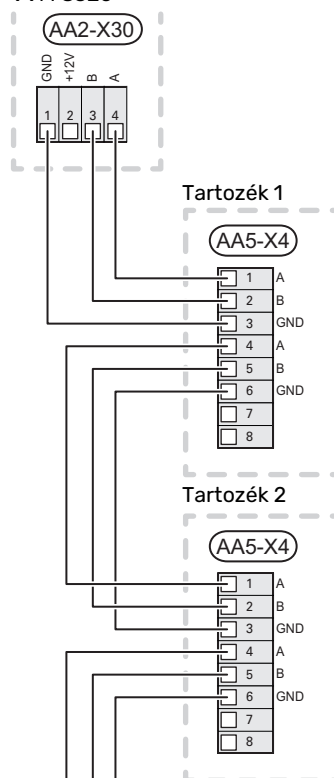 AA2-X30
GND
+12V
B
A
1 2 3 4
Tartozék 1
AA5-X4
1 A
2 B
3 GND
4 A
5 B
6 GND
7
8
Tartozék 2
AA5-X4
1 A
2 B
3 GND
4 A
5 B
6 GND
7
8